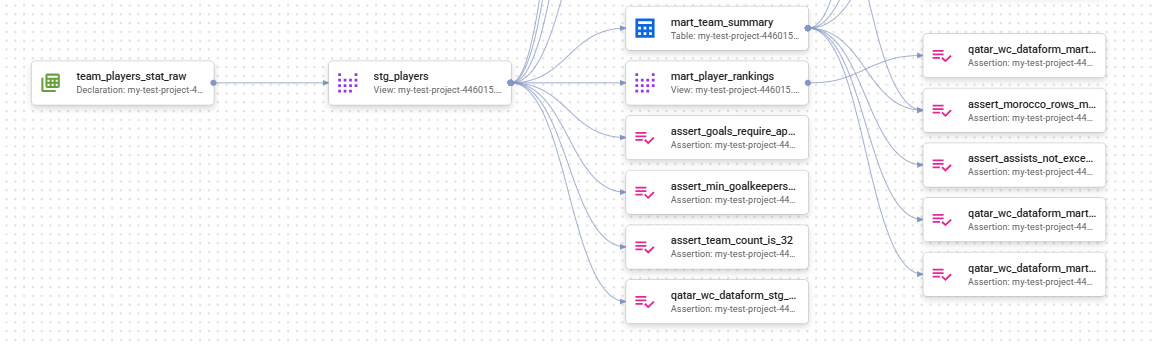 team_players_stat_raw
Declaration: my-test-project-4...
stg_players
View: my-test-project-446015....
mart_team_summary
Table: my-test-project-446015...
mart_player_rankings
View: my-test-project-446015....
assert_goals_require_ap...
Assertion: my-test-project-44...
assert_min_goalkeepers...
Assertion: my-test-project-44...
assert_team_count_is_32
Assertion: my-test-project-44...
qatar_wc_dataform_stg_...
Assertion: my-test-project-44...
qatar_wc_dataform_mart...
Assertion: my-test-project-44...
assert_morocco_rows_m...
Assertion: my-test-project-44...
assert_assists_not_exce...
Assertion: my-test-project-44...
qatar_wc_dataform_mart...
Assertion: my-test-project-44...
qatar_wc_dataform_mart...
Assertion: my-test-project-44...